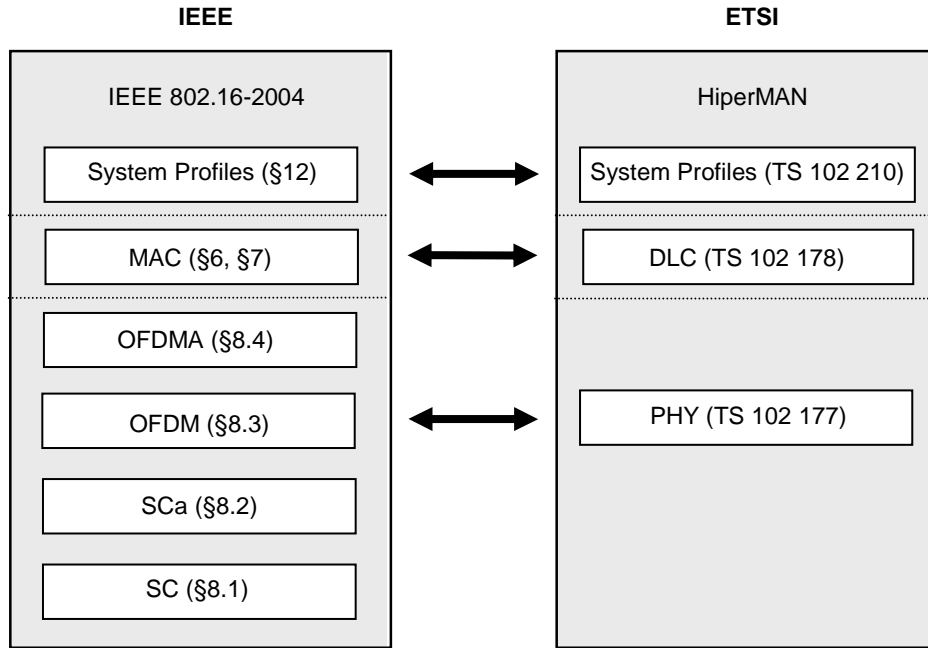 IEEE
ETSI
IEEE 802.16-2004
HiperMAN
System Profiles (§12)
System Profiles (TS 102 210)
MAC (§6, §7)
DLC (TS 102 178)
OFDMA (§8.4)
OFDM (§8.3)
PHY (TS 102 177)
SCa (§8.2)
SC (§8.1)